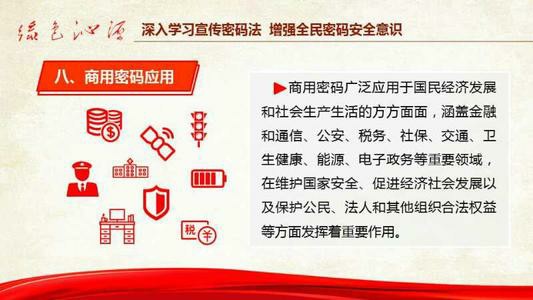 绿色沁源
深入学习宣传密码法 增强全民密码安全意识
八、商用密码应用
商用密码广泛应用于国民经济发展
和社会生产生活的方方面面，涵盖金融
和通信、公安、税务、社保、交通、卫
生健康、能源、电子政务等重要领域，
在维护国家安全、促进经济社会发展以
及保护公民、法人和其他组织合法权益
等方面发挥着重要作用。
税